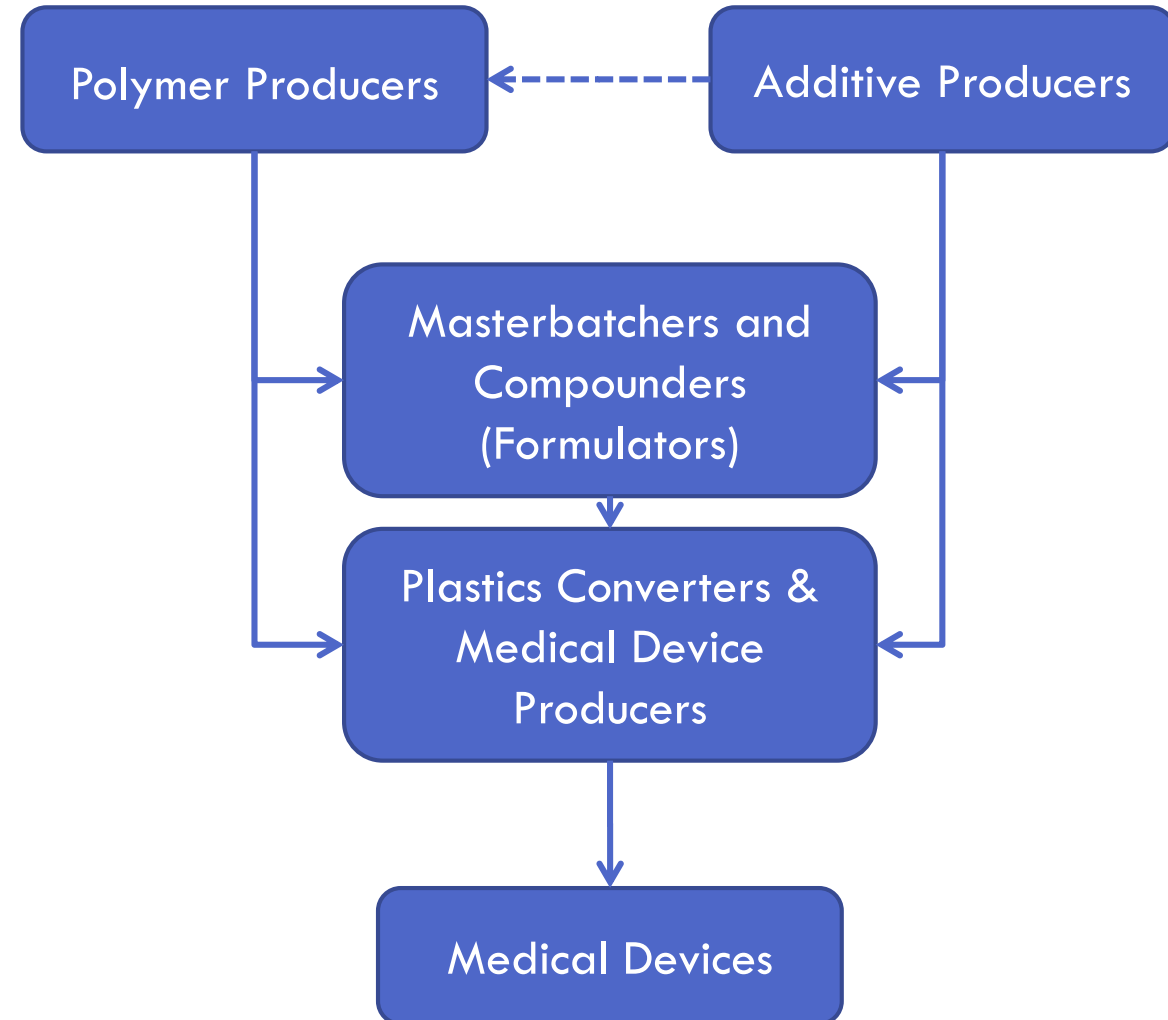 Polymer Producers
Additive Producers
Masterbatchers and
Compounders
(Formulators)
Plastics Converters &
Medical Device
Producers
Medical Devices